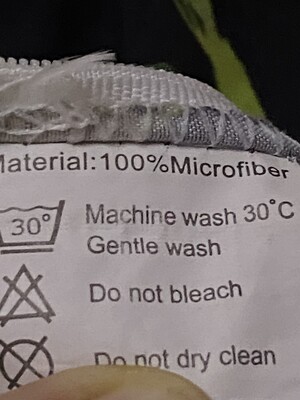 Material:100%Microfiber
30° Machine wash 30°C
Gentle wash
Do not bleach
Do not dry clean